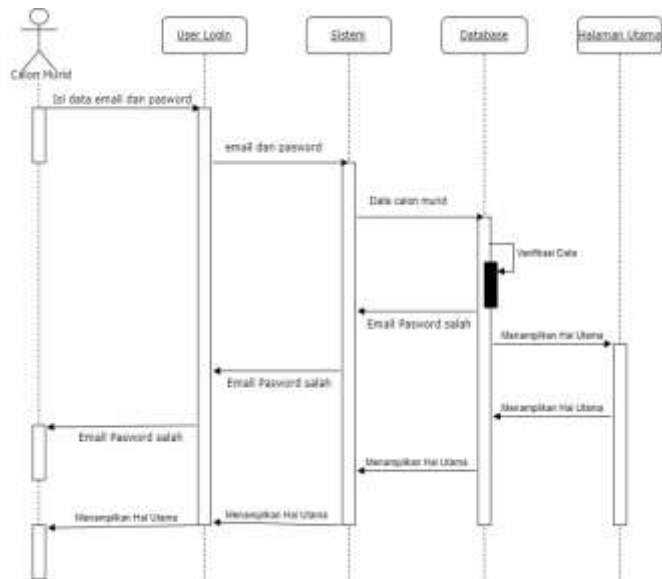 User Login
Sistem
Database
Halaman Utama
Calon Murid
Isi data email dan pasword
email dan pasword
Data calon murid
Verifikasi Data
Email Pasword salah
Menampilkan Hal Utama
Email Pasword salah
Menampilkan Hal Utama
Email Pasword salah
Menampilkan Hal Utama
Menampilkan Hal Utama
Menampilkan Hal Utama